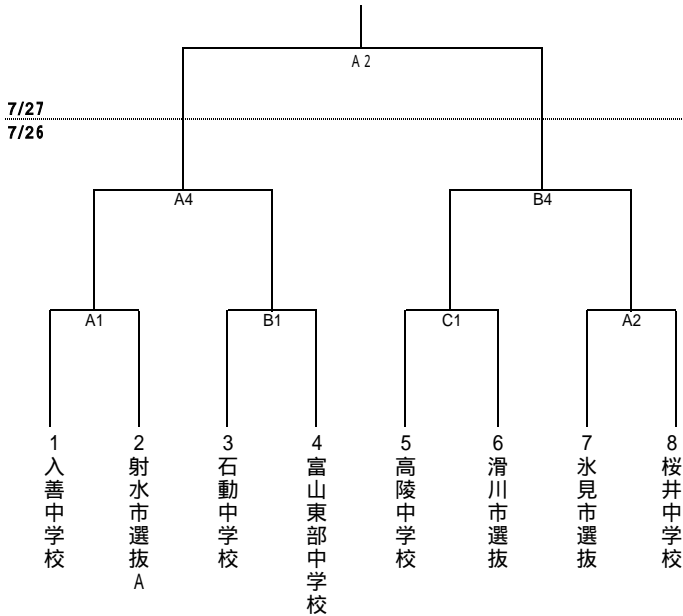 A 2
7/27
7/26
A4
B4
A1
B1
C1
A2
1
入善中学校
2
射水市選抜A
3
石動中学校
4
富山東部中学校
5
高陵中学校
6
滑川市選抜
7
氷見市選抜
8
桜井中学校